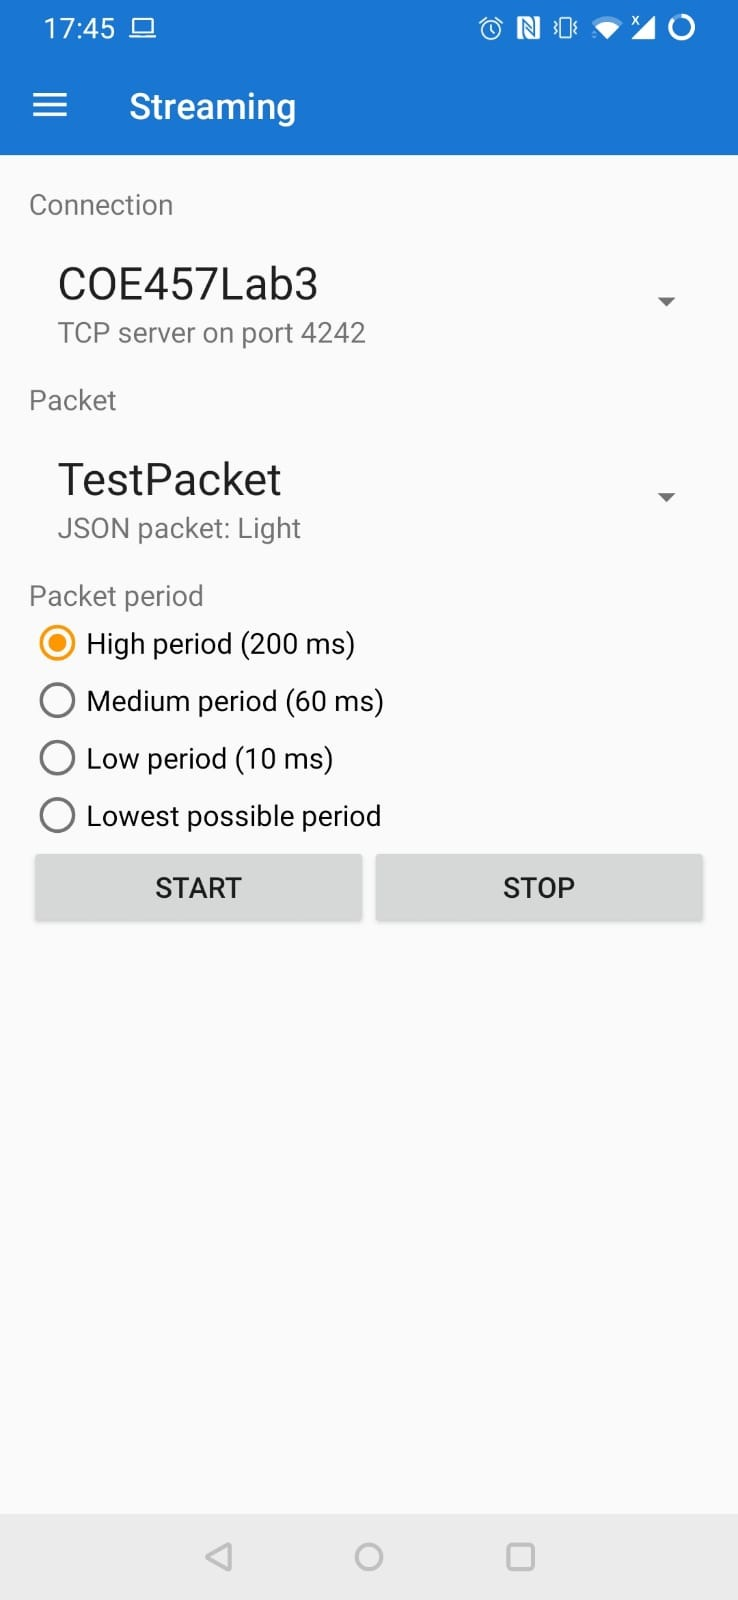 17:45
Streaming
Connection
COE457Lab3
TCP server on port 4242
Packet
TestPacket
JSON packet: Light
Packet period
High period (200 ms)
Medium period (60 ms)
Low period (10 ms)
Lowest possible period
START STOP